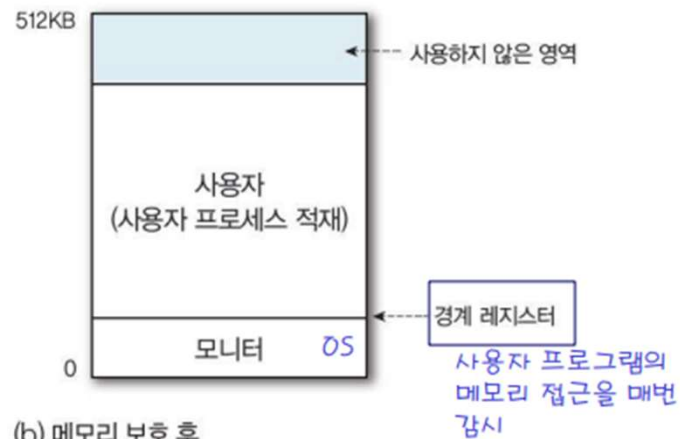 512KB
사용하지 않은 영역
사용자
(사용자 프로세스 적재)
경계 레지스터
모니터 OS
0
사용자 프로그램의
메모리 접근을 매번
감시
(b) 메모리 보호 후